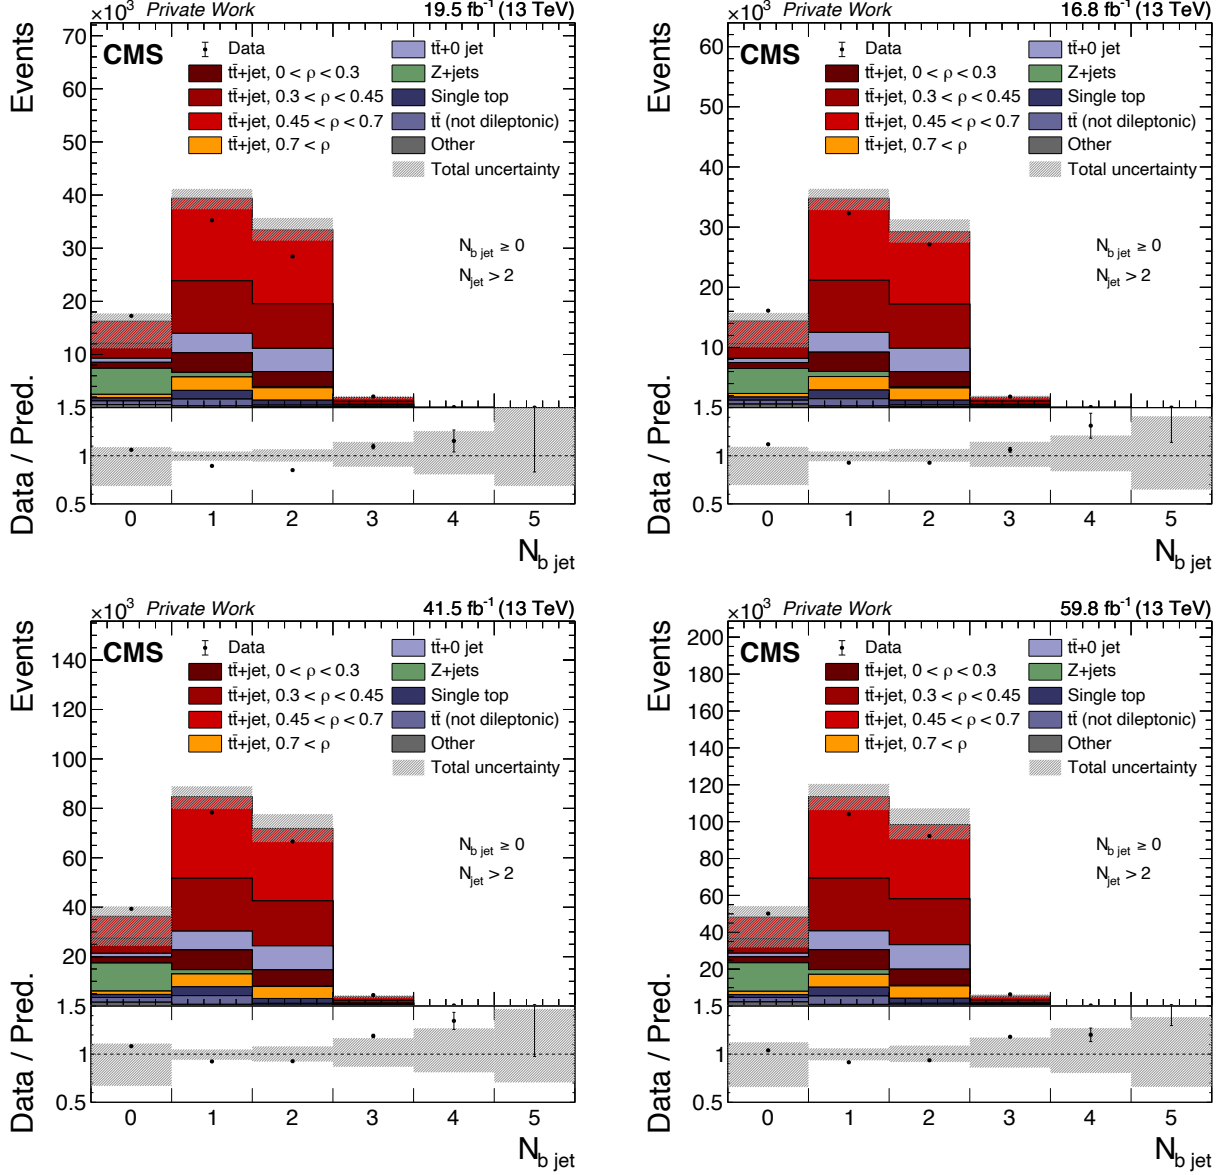 ×10³ Private Work 19.5 fb⁻¹ (13 TeV)
Events
CMS
Data
tt̄+jet, 0 < ρ < 0.3
tt̄+jet, 0.3 < ρ < 0.45
tt̄+jet, 0.45 < ρ < 0.7
tt̄+jet, 0.7 < ρ
tt̄+0 jet
Z+jets
Single top
tt̄ (not dileptonic)
Other
Total uncertainty
N_b jet ≥ 0
N_jet > 2
70
60
50
40
30
20
10
Data / Pred.
1.5
1
0.5
0 1 2 3 4 5
N_b jet
×10³ Private Work 16.8 fb⁻¹ (13 TeV)
Events
CMS
Data
tt̄+jet, 0 < ρ < 0.3
tt̄+jet, 0.3 < ρ < 0.45
tt̄+jet, 0.45 < ρ < 0.7
tt̄+jet, 0.7 < ρ
tt̄+0 jet
Z+jets
Single top
tt̄ (not dileptonic)
Other
Total uncertainty
N_b jet ≥ 0
N_jet > 2
60
50
40
30
20
10
Data / Pred.
1.5
1
0.5
0 1 2 3 4 5
N_b jet
×10³ Private Work 41.5 fb⁻¹ (13 TeV)
Events
CMS
Data
tt̄+jet, 0 < ρ < 0.3
tt̄+jet, 0.3 < ρ < 0.45
tt̄+jet, 0.45 < ρ < 0.7
tt̄+jet, 0.7 < ρ
tt̄+0 jet
Z+jets
Single top
tt̄ (not dileptonic)
Other
Total uncertainty
N_b jet ≥ 0
N_jet > 2
140
120
100
80
60
40
20
Data / Pred.
1.5
1
0.5
0 1 2 3 4 5
N_b jet
×10³ Private Work 59.8 fb⁻¹ (13 TeV)
Events
CMS
Data
tt̄+jet, 0 < ρ < 0.3
tt̄+jet, 0.3 < ρ < 0.45
tt̄+jet, 0.45 < ρ < 0.7
tt̄+jet, 0.7 < ρ
tt̄+0 jet
Z+jets
Single top
tt̄ (not dileptonic)
Other
Total uncertainty
N_b jet ≥ 0
N_jet > 2
200
180
160
140
120
100
80
60
40
20
Data / Pred.
1.5
1
0.5
0 1 2 3 4 5
N_b jet